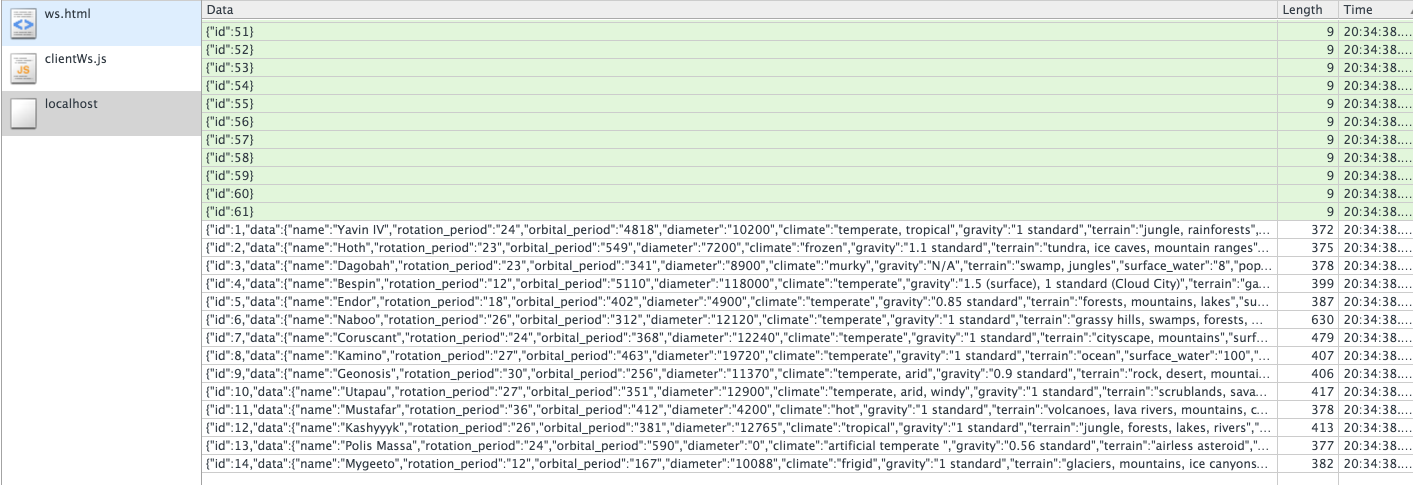 ws.html
clientWs.js
localhost
Data Length Time
{"id":51} 9 20:34:38....
{"id":52} 9 20:34:38....
{"id":53} 9 20:34:38....
{"id":54} 9 20:34:38....
{"id":55} 9 20:34:38....
{"id":56} 9 20:34:38....
{"id":57} 9 20:34:38....
{"id":58} 9 20:34:38....
{"id":59} 9 20:34:38....
{"id":60} 9 20:34:38....
{"id":61} 9 20:34:38....
{"id":1,"data":{"name":"Yavin IV","rotation_period":"24","orbital_period":"4818","diameter":"10200","climate":"temperate, tropical","gravity":"1 standard","terrain":"jungle, rainforests",... 372 20:34:38....
{"id":2,"data":{"name":"Hoth","rotation_period":"23","orbital_period":"549","diameter":"7200","climate":"frozen","gravity":"1.1 standard","terrain":"tundra, ice caves, mountain ranges"... 375 20:34:38....
{"id":3,"data":{"name":"Dagobah","rotation_period":"23","orbital_period":"341","diameter":"8900","climate":"murky","gravity":"N/A","terrain":"swamp, jungles","surface_water":"8","pop... 378 20:34:38....
{"id":4,"data":{"name":"Bespin","rotation_period":"12","orbital_period":"5110","diameter":"118000","climate":"temperate","gravity":"1.5 (surface), 1 standard (Cloud City)","terrain":"ga... 399 20:34:38....
{"id":5,"data":{"name":"Endor","rotation_period":"18","orbital_period":"402","diameter":"4900","climate":"temperate","gravity":"0.85 standard","terrain":"forests, mountains, lakes","su... 387 20:34:38....
{"id":6,"data":{"name":"Naboo","rotation_period":"26","orbital_period":"312","diameter":"12120","climate":"temperate","gravity":"1 standard","terrain":"grassy hills, swamps, forests, ... 630 20:34:38....
{"id":7,"data":{"name":"Coruscant","rotation_period":"24","orbital_period":"368","diameter":"12240","climate":"temperate","gravity":"1 standard","terrain":"cityscape, mountains","surf... 479 20:34:38....
{"id":8,"data":{"name":"Kamino","rotation_period":"27","orbital_period":"463","diameter":"19720","climate":"temperate","gravity":"1 standard","terrain":"ocean","surface_water":"100","... 407 20:34:38....
{"id":9,"data":{"name":"Geonosis","rotation_period":"30","orbital_period":"256","diameter":"11370","climate":"temperate, arid","gravity":"0.9 standard","terrain":"rock, desert, mountai... 406 20:34:38....
{"id":10,"data":{"name":"Utapau","rotation_period":"27","orbital_period":"351","diameter":"12900","climate":"temperate, arid, windy","gravity":"1 standard","terrain":"scrublands, sava... 417 20:34:38....
{"id":11,"data":{"name":"Mustafar","rotation_period":"36","orbital_period":"412","diameter":"4200","climate":"hot","gravity":"1 standard","terrain":"volcanoes, lava rivers, mountains, c... 378 20:34:38....
{"id":12,"data":{"name":"Kashyyyk","rotation_period":"26","orbital_period":"381","diameter":"12765","climate":"tropical","gravity":"1 standard","terrain":"jungle, forests, lakes, rivers","... 413 20:34:38....
{"id":13,"data":{"name":"Polis Massa","rotation_period":"24","orbital_period":"590","diameter":"0","climate":"artificial temperate ","gravity":"0.56 standard","terrain":"airless asteroid","... 377 20:34:38....
{"id":14,"data":{"name":"Mygeeto","rotation_period":"12","orbital_period":"167","diameter":"10088","climate":"frigid","gravity":"1 standard","terrain":"glaciers, mountains, ice canyons... 382 20:34:38....